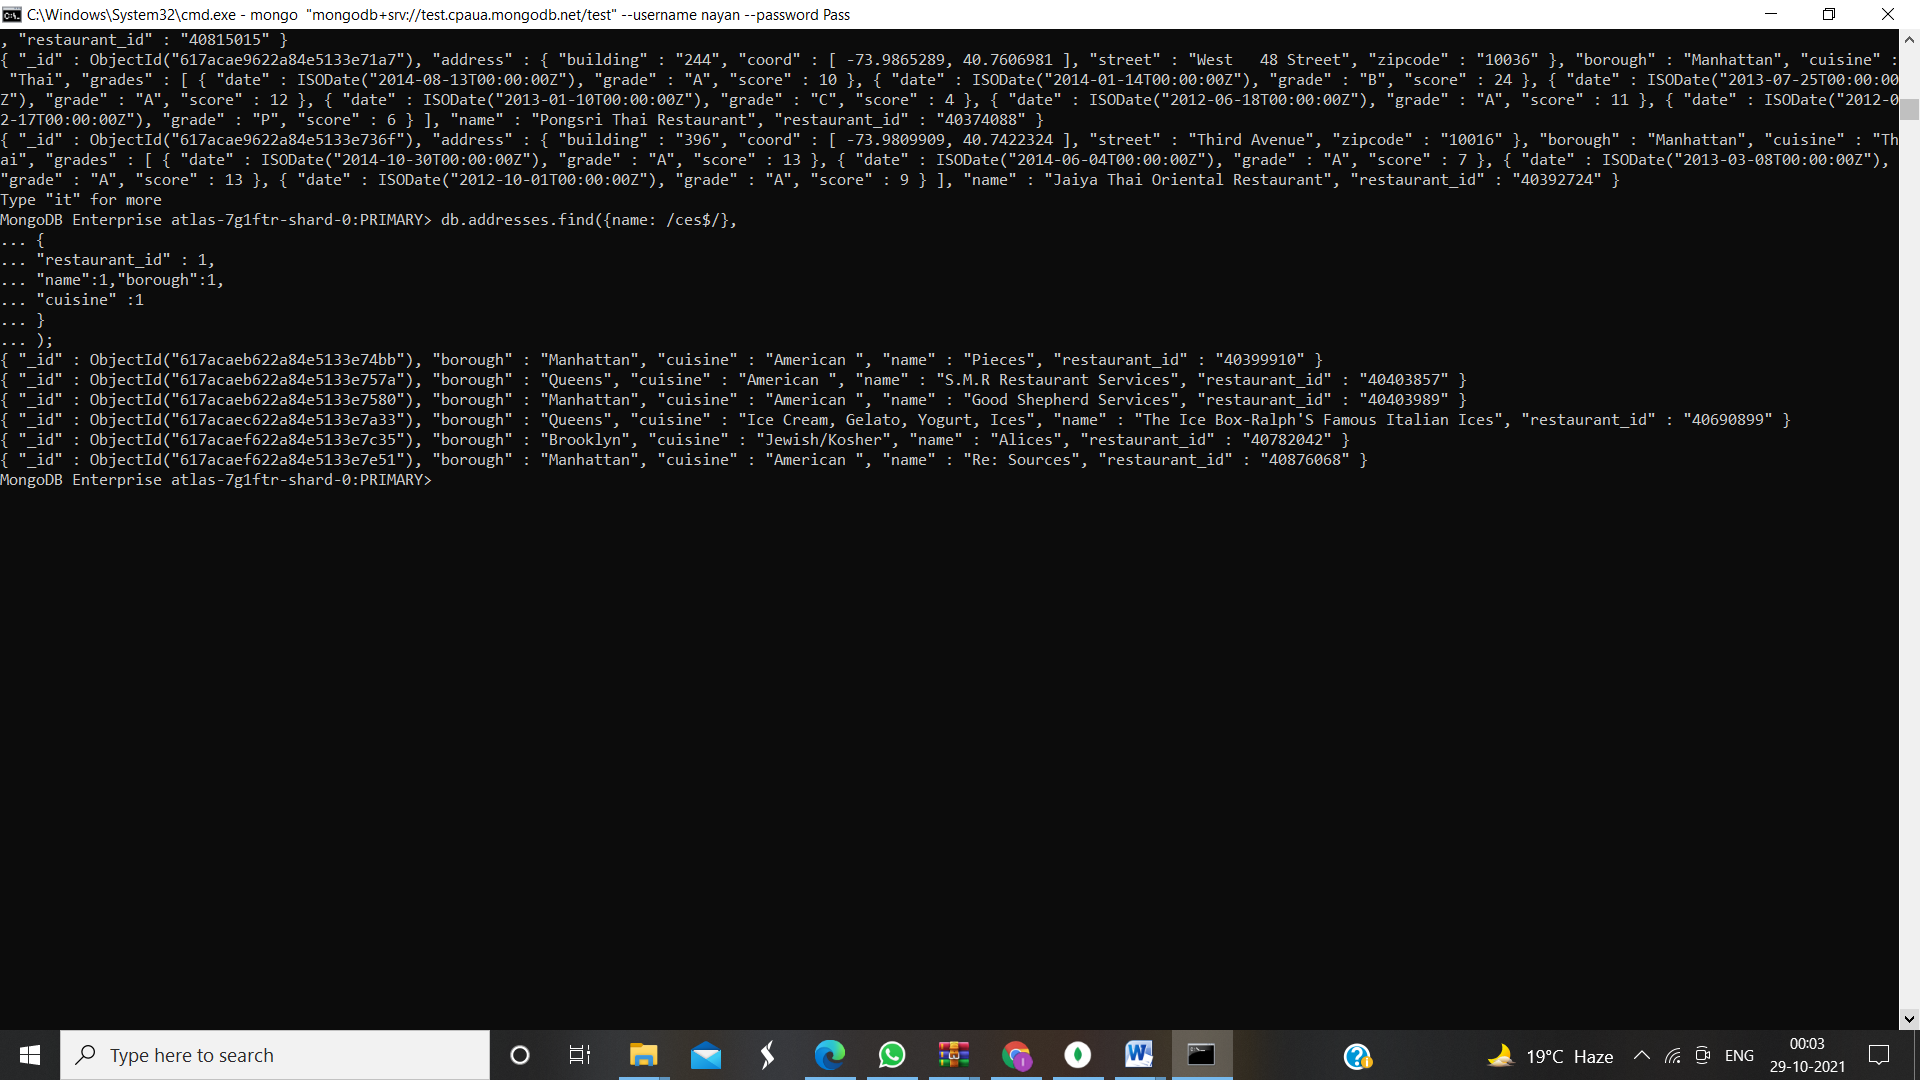 C:\Windows\System32\cmd.exe - mongo  "mongodb+srv://test.cpaua.mongodb.net/test" --username nayan --password Pass
, "restaurant_id" : "40815015" }
{ "_id" : ObjectId("617acae9622a84e5133e71a7"), "address" : { "building" : "244", "coord" : [ -73.9865289, 40.7606981 ], "street" : "West   48 Street", "zipcode" : "10036" }, "borough" : "Manhattan", "cuisine" :
 "Thai", "grades" : [ { "date" : ISODate("2014-08-13T00:00:00Z"), "grade" : "A", "score" : 10 }, { "date" : ISODate("2014-01-14T00:00:00Z"), "grade" : "B", "score" : 24 }, { "date" : ISODate("2013-07-25T00:00:00
Z"), "grade" : "A", "score" : 12 }, { "date" : ISODate("2013-01-10T00:00:00Z"), "grade" : "C", "score" : 4 }, { "date" : ISODate("2012-06-18T00:00:00Z"), "grade" : "A", "score" : 11 }, { "date" : ISODate("2012-0
2-17T00:00:00Z"), "grade" : "P", "score" : 6 } ], "name" : "Pongsri Thai Restaurant", "restaurant_id" : "40374088" }
{ "_id" : ObjectId("617acae9622a84e5133e736f"), "address" : { "building" : "396", "coord" : [ -73.9809909, 40.7422324 ], "street" : "Third Avenue", "zipcode" : "10016" }, "borough" : "Manhattan", "cuisine" : "Th
ai", "grades" : [ { "date" : ISODate("2014-10-30T00:00:00Z"), "grade" : "A", "score" : 13 }, { "date" : ISODate("2014-06-04T00:00:00Z"), "grade" : "A", "score" : 7 }, { "date" : ISODate("2013-03-08T00:00:00Z"),
"grade" : "A", "score" : 13 }, { "date" : ISODate("2012-10-01T00:00:00Z"), "grade" : "A", "score" : 9 } ], "name" : "Jaiya Thai Oriental Restaurant", "restaurant_id" : "40392724" }
Type "it" for more
MongoDB Enterprise atlas-7g1ftr-shard-0:PRIMARY> db.addresses.find({name: /ces$/},
... {
... "restaurant_id" : 1,
... "name":1,"borough":1,
... "cuisine" :1
... }
... );
{ "_id" : ObjectId("617acaeb622a84e5133e74bb"), "borough" : "Manhattan", "cuisine" : "American ", "name" : "Pieces", "restaurant_id" : "40399910" }
{ "_id" : ObjectId("617acaeb622a84e5133e757a"), "borough" : "Queens", "cuisine" : "American ", "name" : "S.M.R Restaurant Services", "restaurant_id" : "40403857" }
{ "_id" : ObjectId("617acaeb622a84e5133e7580"), "borough" : "Manhattan", "cuisine" : "American ", "name" : "Good Shepherd Services", "restaurant_id" : "40403989" }
{ "_id" : ObjectId("617acaec622a84e5133e7a33"), "borough" : "Queens", "cuisine" : "Ice Cream, Gelato, Yogurt, Ices", "name" : "The Ice Box-Ralph'S Famous Italian Ices", "restaurant_id" : "40690899" }
{ "_id" : ObjectId("617acaef622a84e5133e7c35"), "borough" : "Brooklyn", "cuisine" : "Jewish/Kosher", "name" : "Alices", "restaurant_id" : "40782042" }
{ "_id" : ObjectId("617acaef622a84e5133e7e51"), "borough" : "Manhattan", "cuisine" : "American ", "name" : "Re: Sources", "restaurant_id" : "40876068" }
MongoDB Enterprise atlas-7g1ftr-shard-0:PRIMARY>
Type here to search
19°C Haze
ENG
00:03
29-10-2021